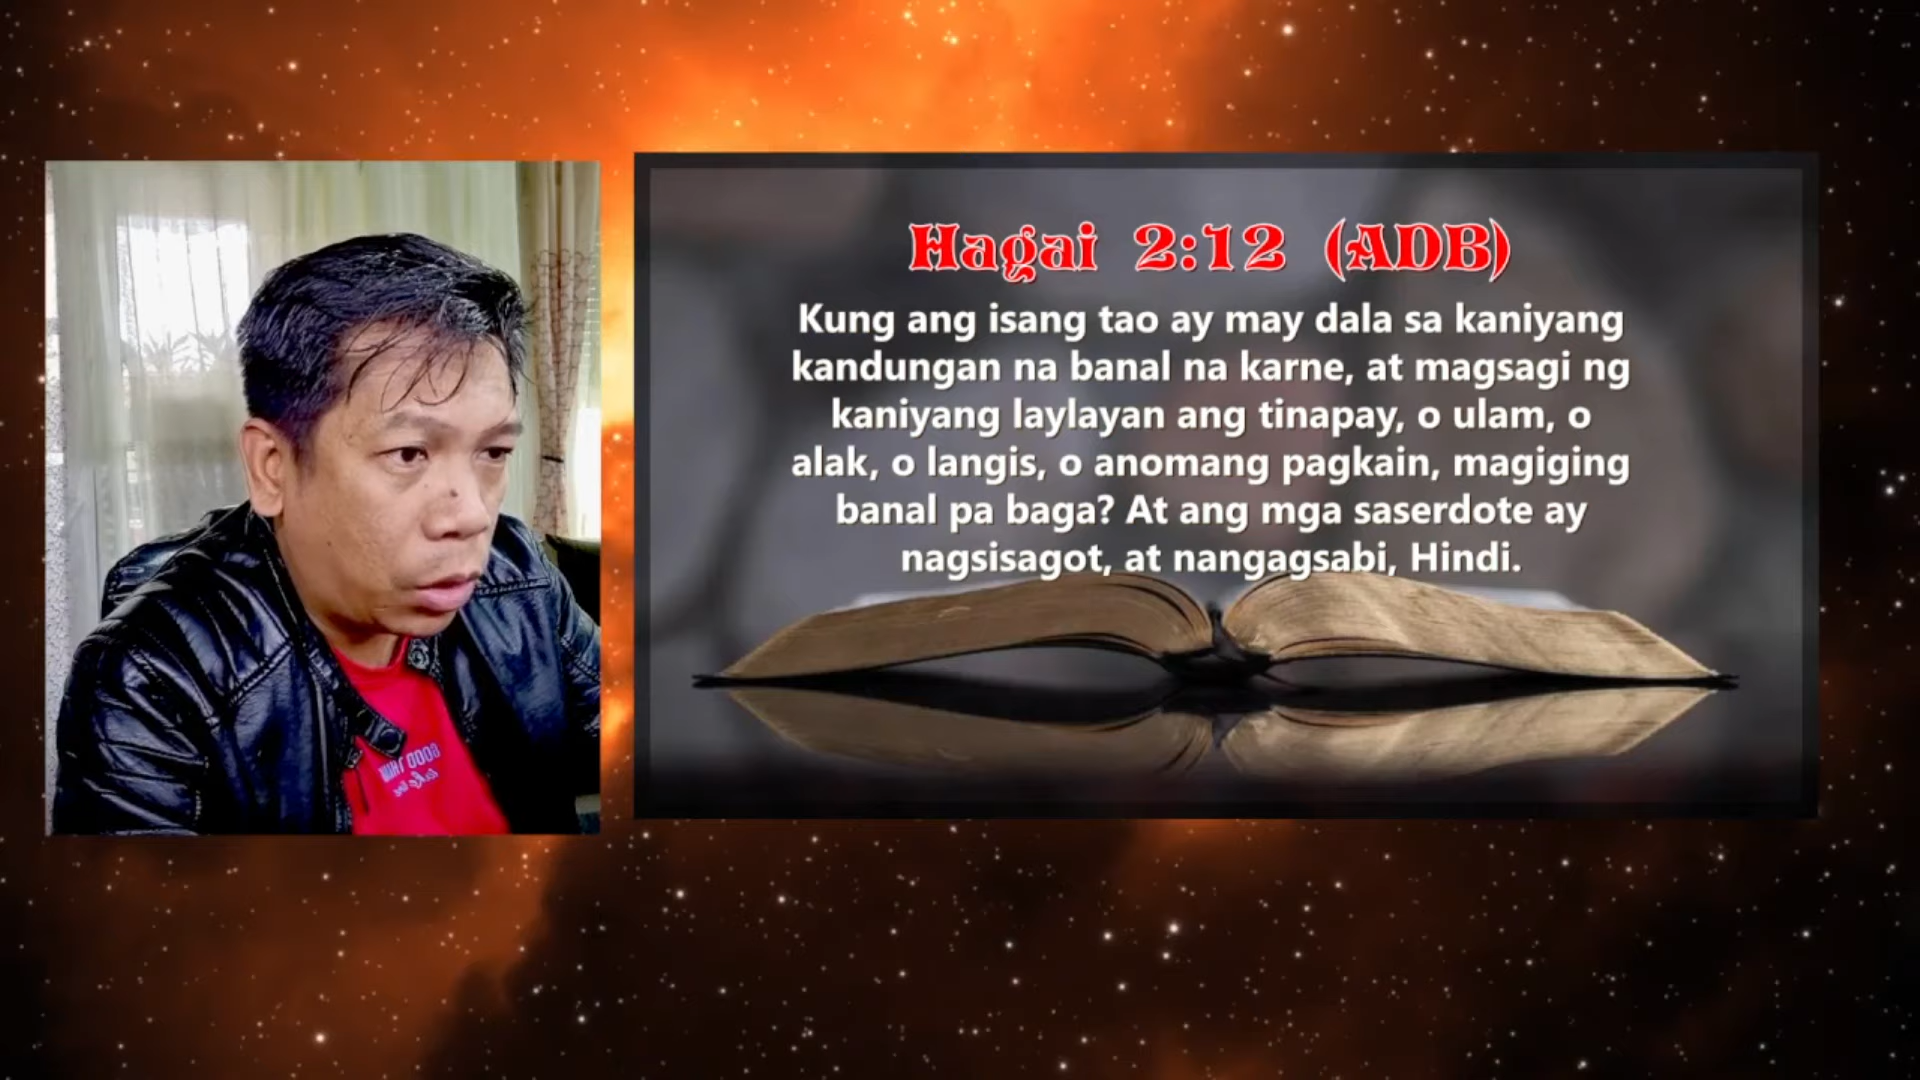 Hagai 2:12 (ADB)
Kung ang isang tao ay may dala sa kaniyang
kandungan na banal na karne, at magsagi ng
kaniyang laylayan ang tinapay, o ulam, o
alak, o langis, o anomang pagkain, magiging
banal pa baga? At ang mga saserdote ay
nagsisagot, at nangagsabi, Hindi.
GOOD